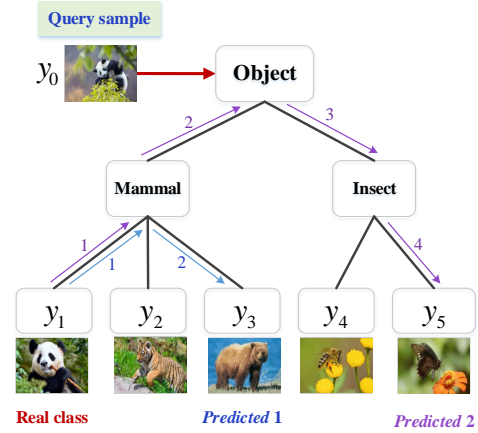 Query sample
y0
Object
2
3
Mammal
Insect
1
1
2
4
y1
y2
y3
y4
y5
Real class
Predicted 1
Predicted 2